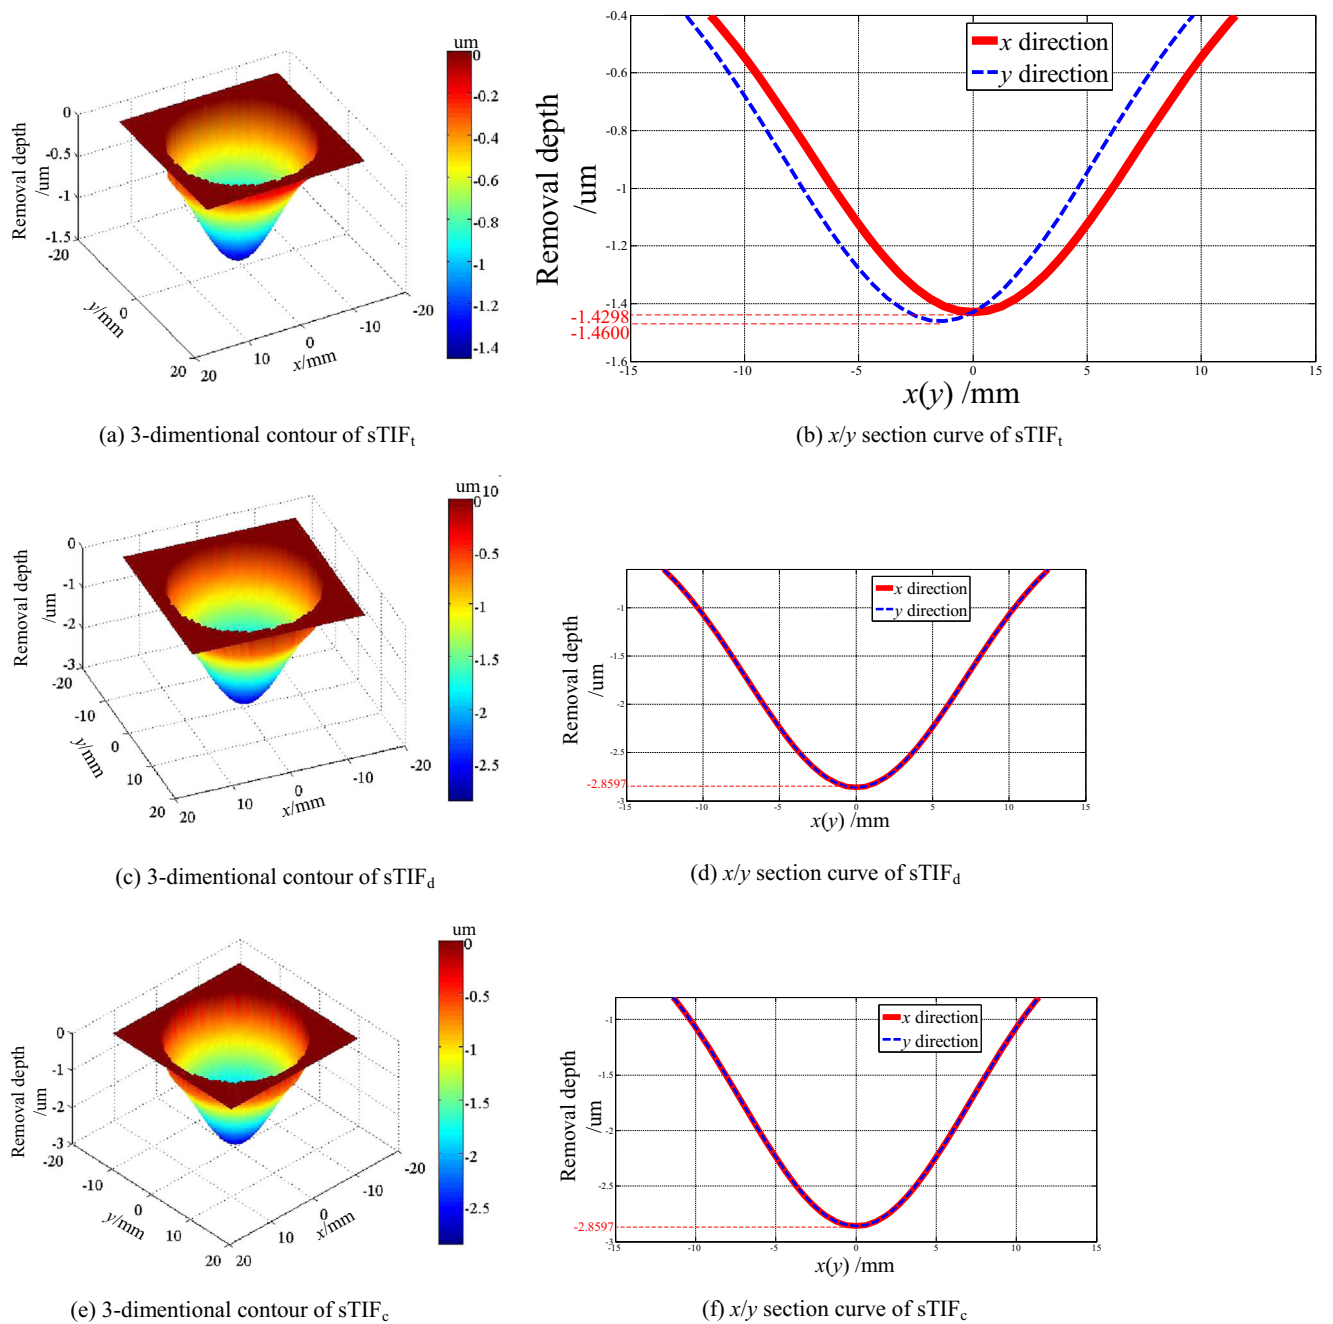 um
0
-0.2
-0.4
-0.6
-0.8
-1
-1.2
-1.4
Removal depth
/um
0
-0.5
-1
-1.5
-20
0
20
y/mm
20
10
0
-10
-20
x/mm
(a) 3-dimentional contour of sTIFt
x direction
y direction
Removal depth
/um
-0.4
-0.6
-0.8
-1
-1.2
-1.4
-1.4298
-1.4600
-1.6
-15
-10
-5
0
5
10
15
x(y) /mm
(b) x/y section curve of sTIFt
um
10
0
-0.5
-1
-1.5
-2
-2.5
Removal depth
/um
0
-1
-2
-3
-20
-10
0
10
20
y/mm
20
10
0
-10
-20
x/mm
(c) 3-dimentional contour of sTIFd
x direction
y direction
Removal depth
/um
-1
-1.5
-2
-2.5
-2.8597
-3
-15
-10
-5
0
5
10
15
x(y) /mm
(d) x/y section curve of sTIFd
um
0
-0.5
-1
-1.5
-2
-2.5
Removal depth
/um
0
-1
-2
-3
-20
-10
0
10
20
y/mm
20
10
0
-10
-20
x/mm
(e) 3-dimentional contour of sTIFc
x direction
y direction
Removal depth
/um
-1
-1.5
-2
-2.5
-2.8597
-3
-15
-10
-5
0
5
10
15
x(y) /mm
(f) x/y section curve of sTIFc